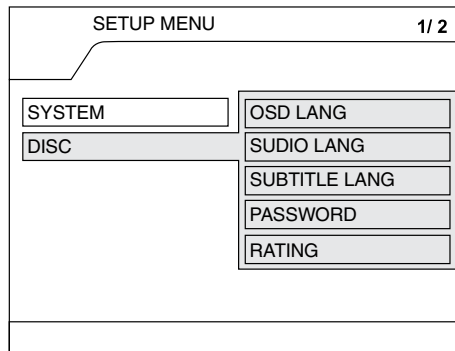 SETUP MENU 1/ 2
SYSTEM
DISC
OSD LANG
SUDIO LANG
SUBTITLE LANG
PASSWORD
RATING